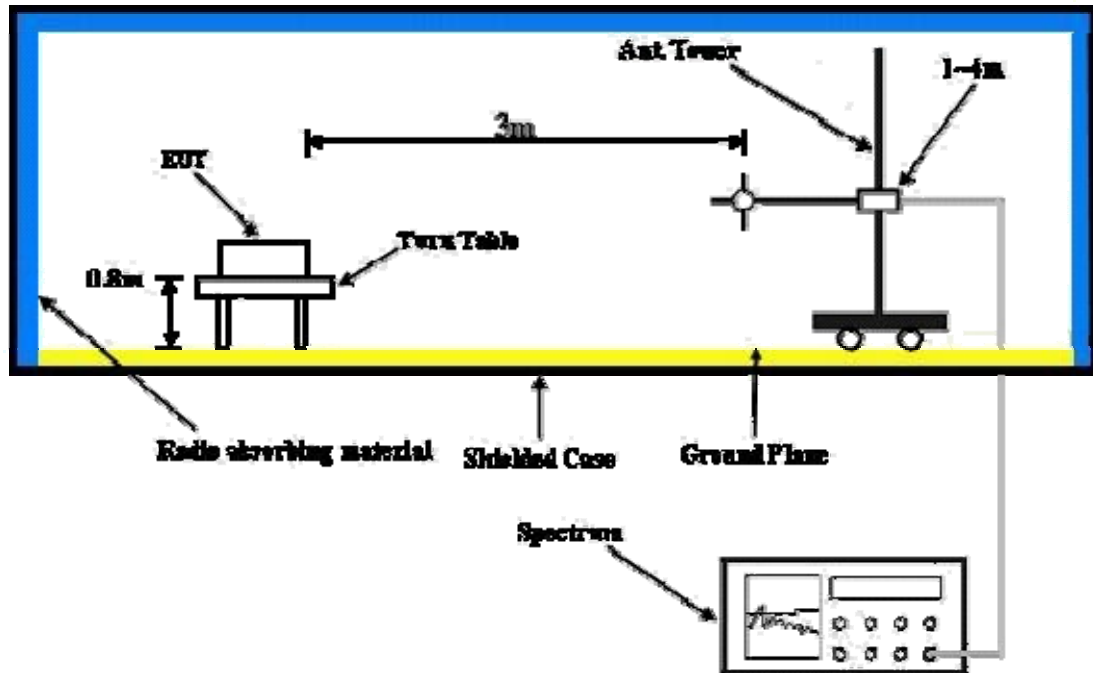 Ant. Tower
1~4m
3m
EUT
Turn Table
0.8m
Radio absorbing material
Shielded Case
Ground Plane
Spectrum